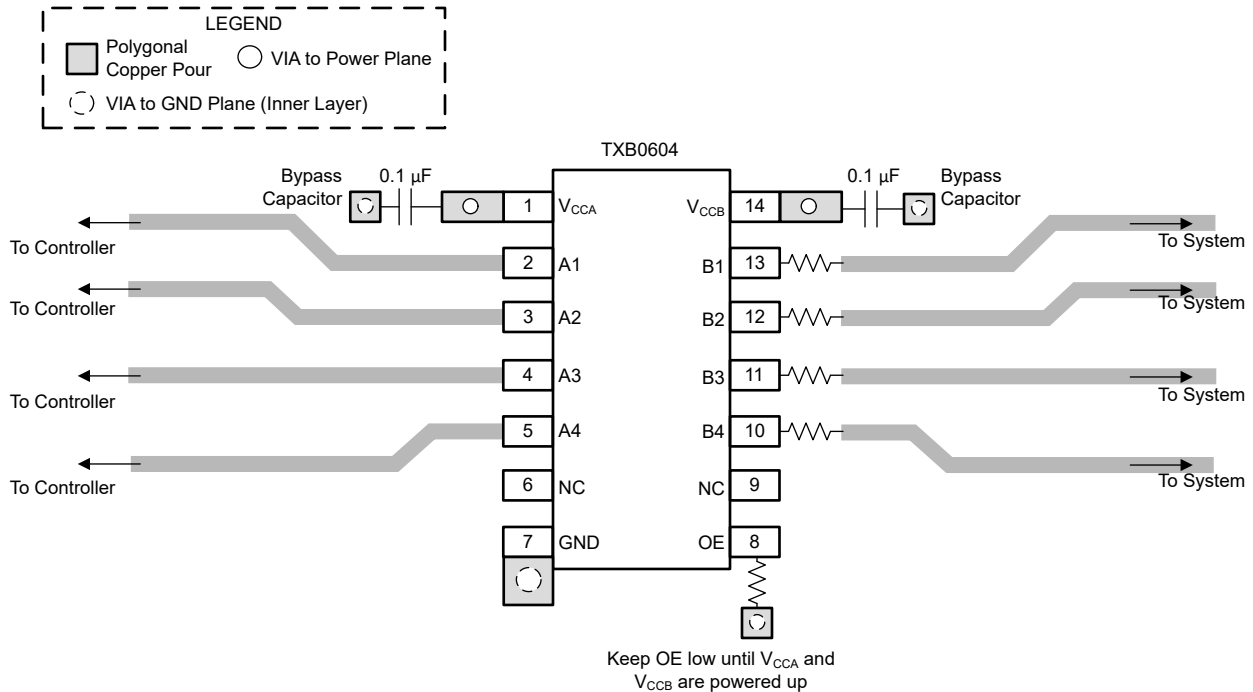 LEGEND
Polygonal
Copper Pour
VIA to Power Plane
VIA to GND Plane (Inner Layer)
TXB0604
Bypass
Capacitor
0.1 µF
0.1 µF
Bypass
Capacitor
1 VCCA
VCCB 14
To Controller
2 A1
B1 13
To System
To Controller
3 A2
B2 12
To System
To Controller
4 A3
B3 11
To System
To Controller
5 A4
B4 10
To System
6 NC
NC 9
7 GND
OE 8
Keep OE low until VCCA and
VCCB are powered up